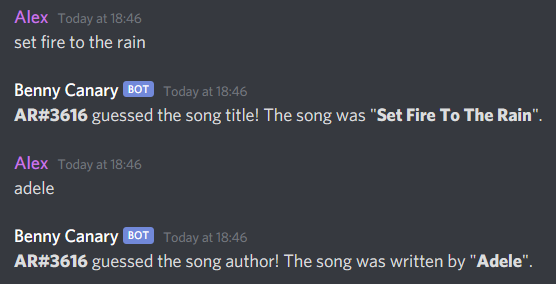 Alex Today at 18:46
set fire to the rain
Benny Canary BOT Today at 18:46
AR#3616 guessed the song title! The song was "Set Fire To The Rain".
Alex Today at 18:46
adele
Benny Canary BOT Today at 18:46
AR#3616 guessed the song author! The song was written by "Adele".